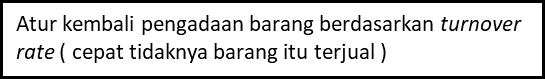 Atur kembali pengadaan barang berdasarkan turnover
rate ( cepat tidaknya barang itu terjual )